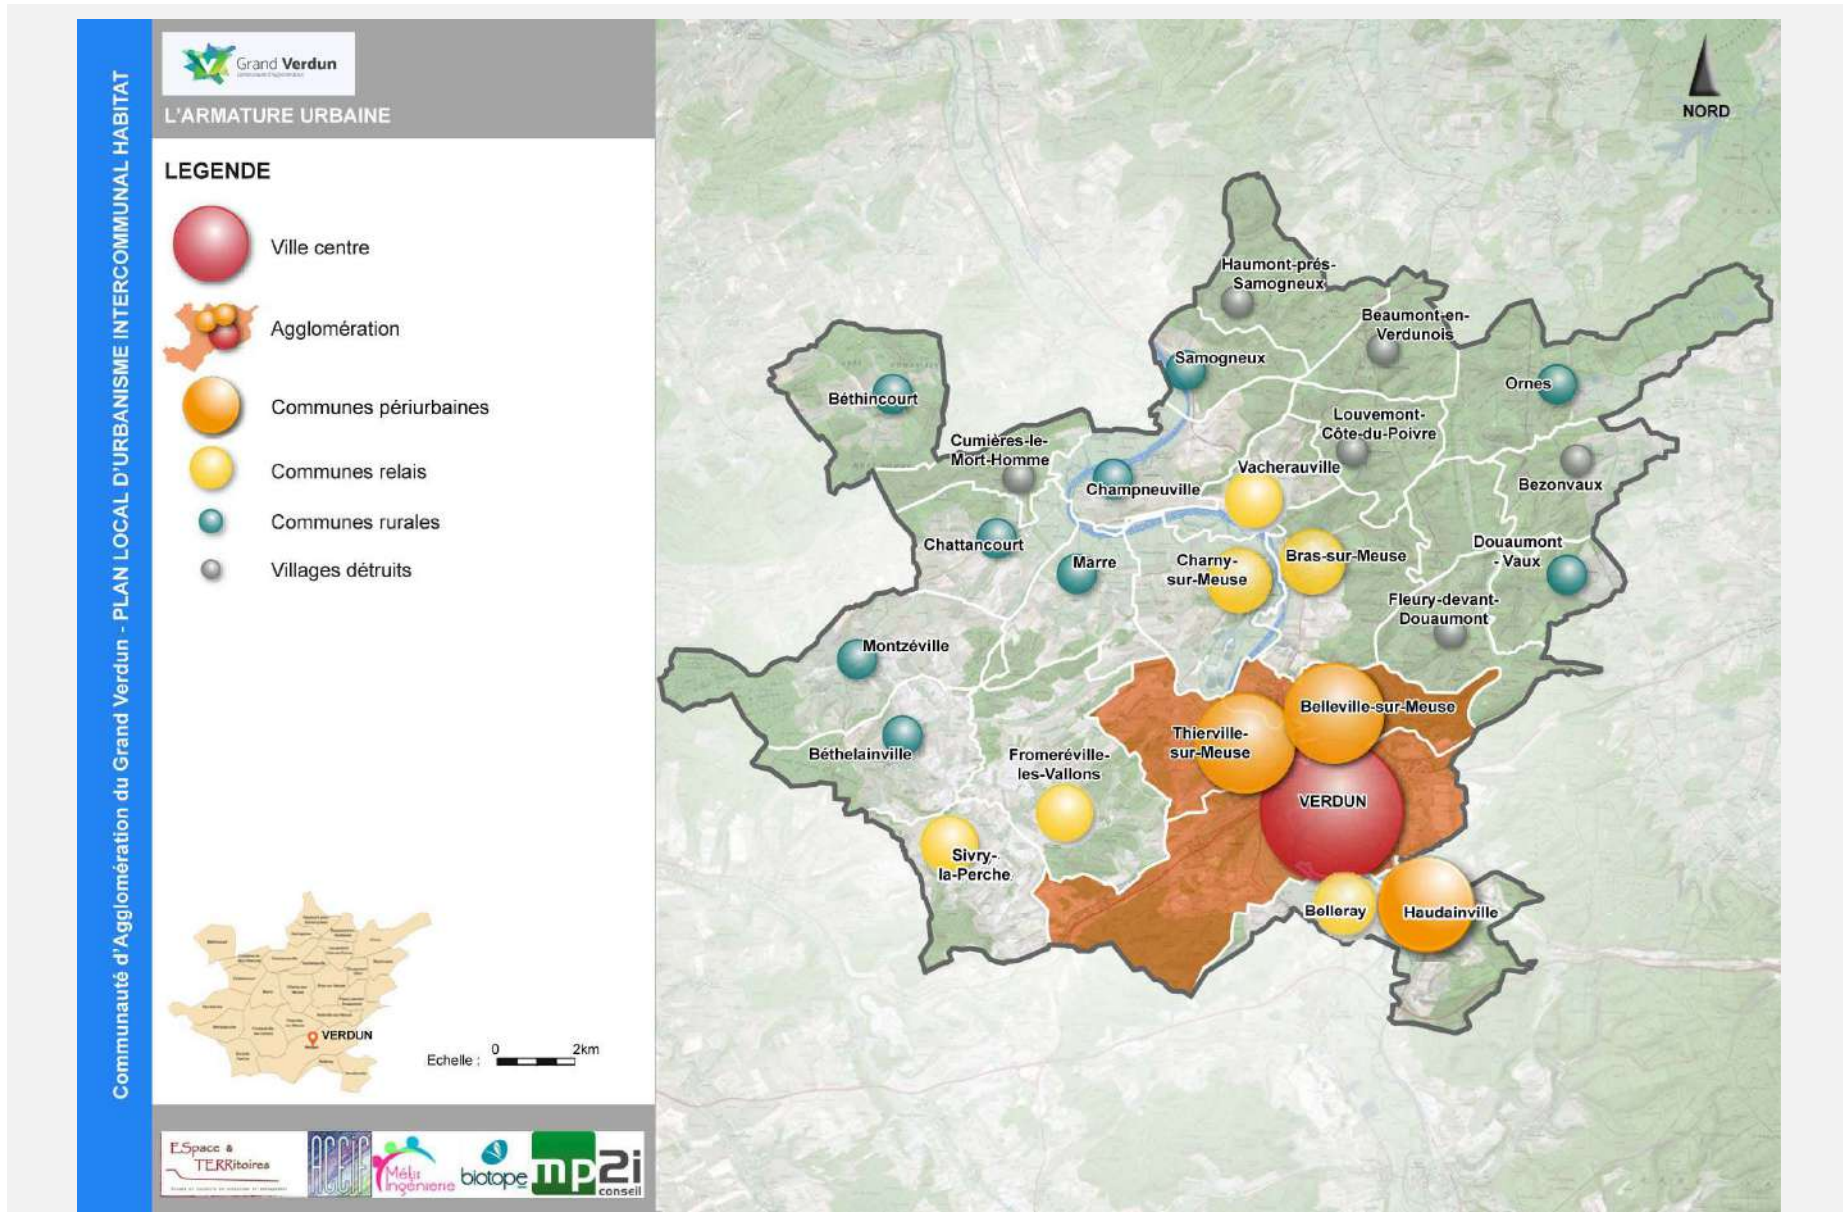 Communauté d'Agglomération du Grand Verdun - PLAN LOCAL D'URBANISME INTERCOMMUNAL HABITAT
Grand Verdun
L'ARMATURE URBAINE
LEGENDE
Ville centre
Agglomération
Communes périurbaines
Communes relais
Communes rurales
Villages détruits
VERDUN
Echelle :
0
2km
ESpace &
TERRitoires
ACEIF
Mélis
Ingénierie
biotope
mp2i
conseil
NORD
Haumont-prés-
Samogneux
Beaumont-en-
Verdunois
Samogneux
Ornes
Béthincourt
Louvemont-
Côte-du-Poivre
Cumières-le-
Mort-Homme
Vacherauville
Champneuville
Bezonvaux
Chattancourt
Marre
Charny-
sur-Meuse
Bras-sur-Meuse
Douaumont
-Vaux
Fleury-devant-
Douaumont
Montzéville
Belleville-sur-Meuse
Thierville-
sur-Meuse
Béthelainville
Fromeréville-
les-Vallons
VERDUN
Sivry-
la-Perche
Belleray
Haudainville